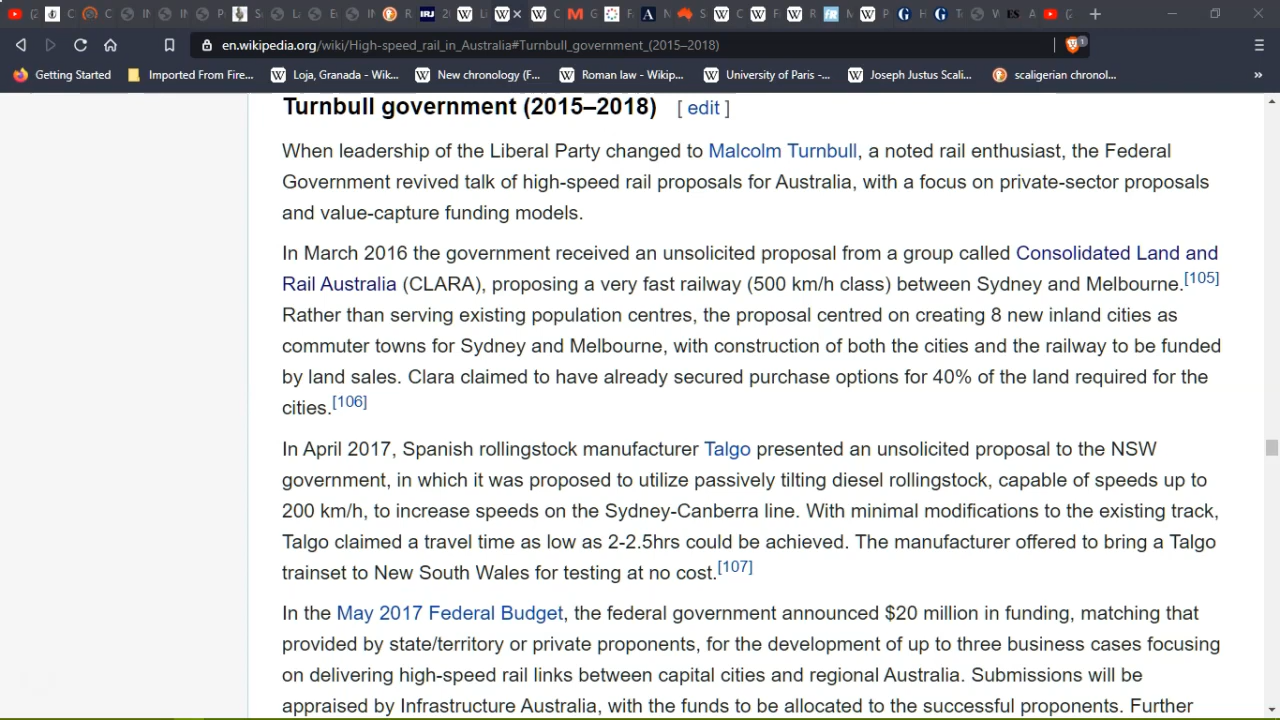 en.wikipedia.org/wiki/High-speed_rail_in_Australia#Turnbull_government_(2015–2018)
1
Getting Started
Imported From Fire...
Loja, Granada - Wik...
New chronology (F...
Roman law - Wikip...
University of Paris -...
Joseph Justus Scali...
scaligerian chronol...
»
Turnbull government (2015–2018) [ edit ]
When leadership of the Liberal Party changed to Malcolm Turnbull, a noted rail enthusiast, the Federal
Government revived talk of high-speed rail proposals for Australia, with a focus on private-sector proposals
and value-capture funding models.
In March 2016 the government received an unsolicited proposal from a group called Consolidated Land and
Rail Australia (CLARA), proposing a very fast railway (500 km/h class) between Sydney and Melbourne.[105]
Rather than serving existing population centres, the proposal centred on creating 8 new inland cities as
commuter towns for Sydney and Melbourne, with construction of both the cities and the railway to be funded
by land sales. Clara claimed to have already secured purchase options for 40% of the land required for the
cities.[106]
In April 2017, Spanish rollingstock manufacturer Talgo presented an unsolicited proposal to the NSW
government, in which it was proposed to utilize passively tilting diesel rollingstock, capable of speeds up to
200 km/h, to increase speeds on the Sydney-Canberra line. With minimal modifications to the existing track,
Talgo claimed a travel time as low as 2-2.5hrs could be achieved. The manufacturer offered to bring a Talgo
trainset to New South Wales for testing at no cost.[107]
In the May 2017 Federal Budget, the federal government announced $20 million in funding, matching that
provided by state/territory or private proponents, for the development of up to three business cases focusing
on delivering high-speed rail links between capital cities and regional Australia. Submissions will be
appraised by Infrastructure Australia, with the funds to be allocated to the successful proponents. Further